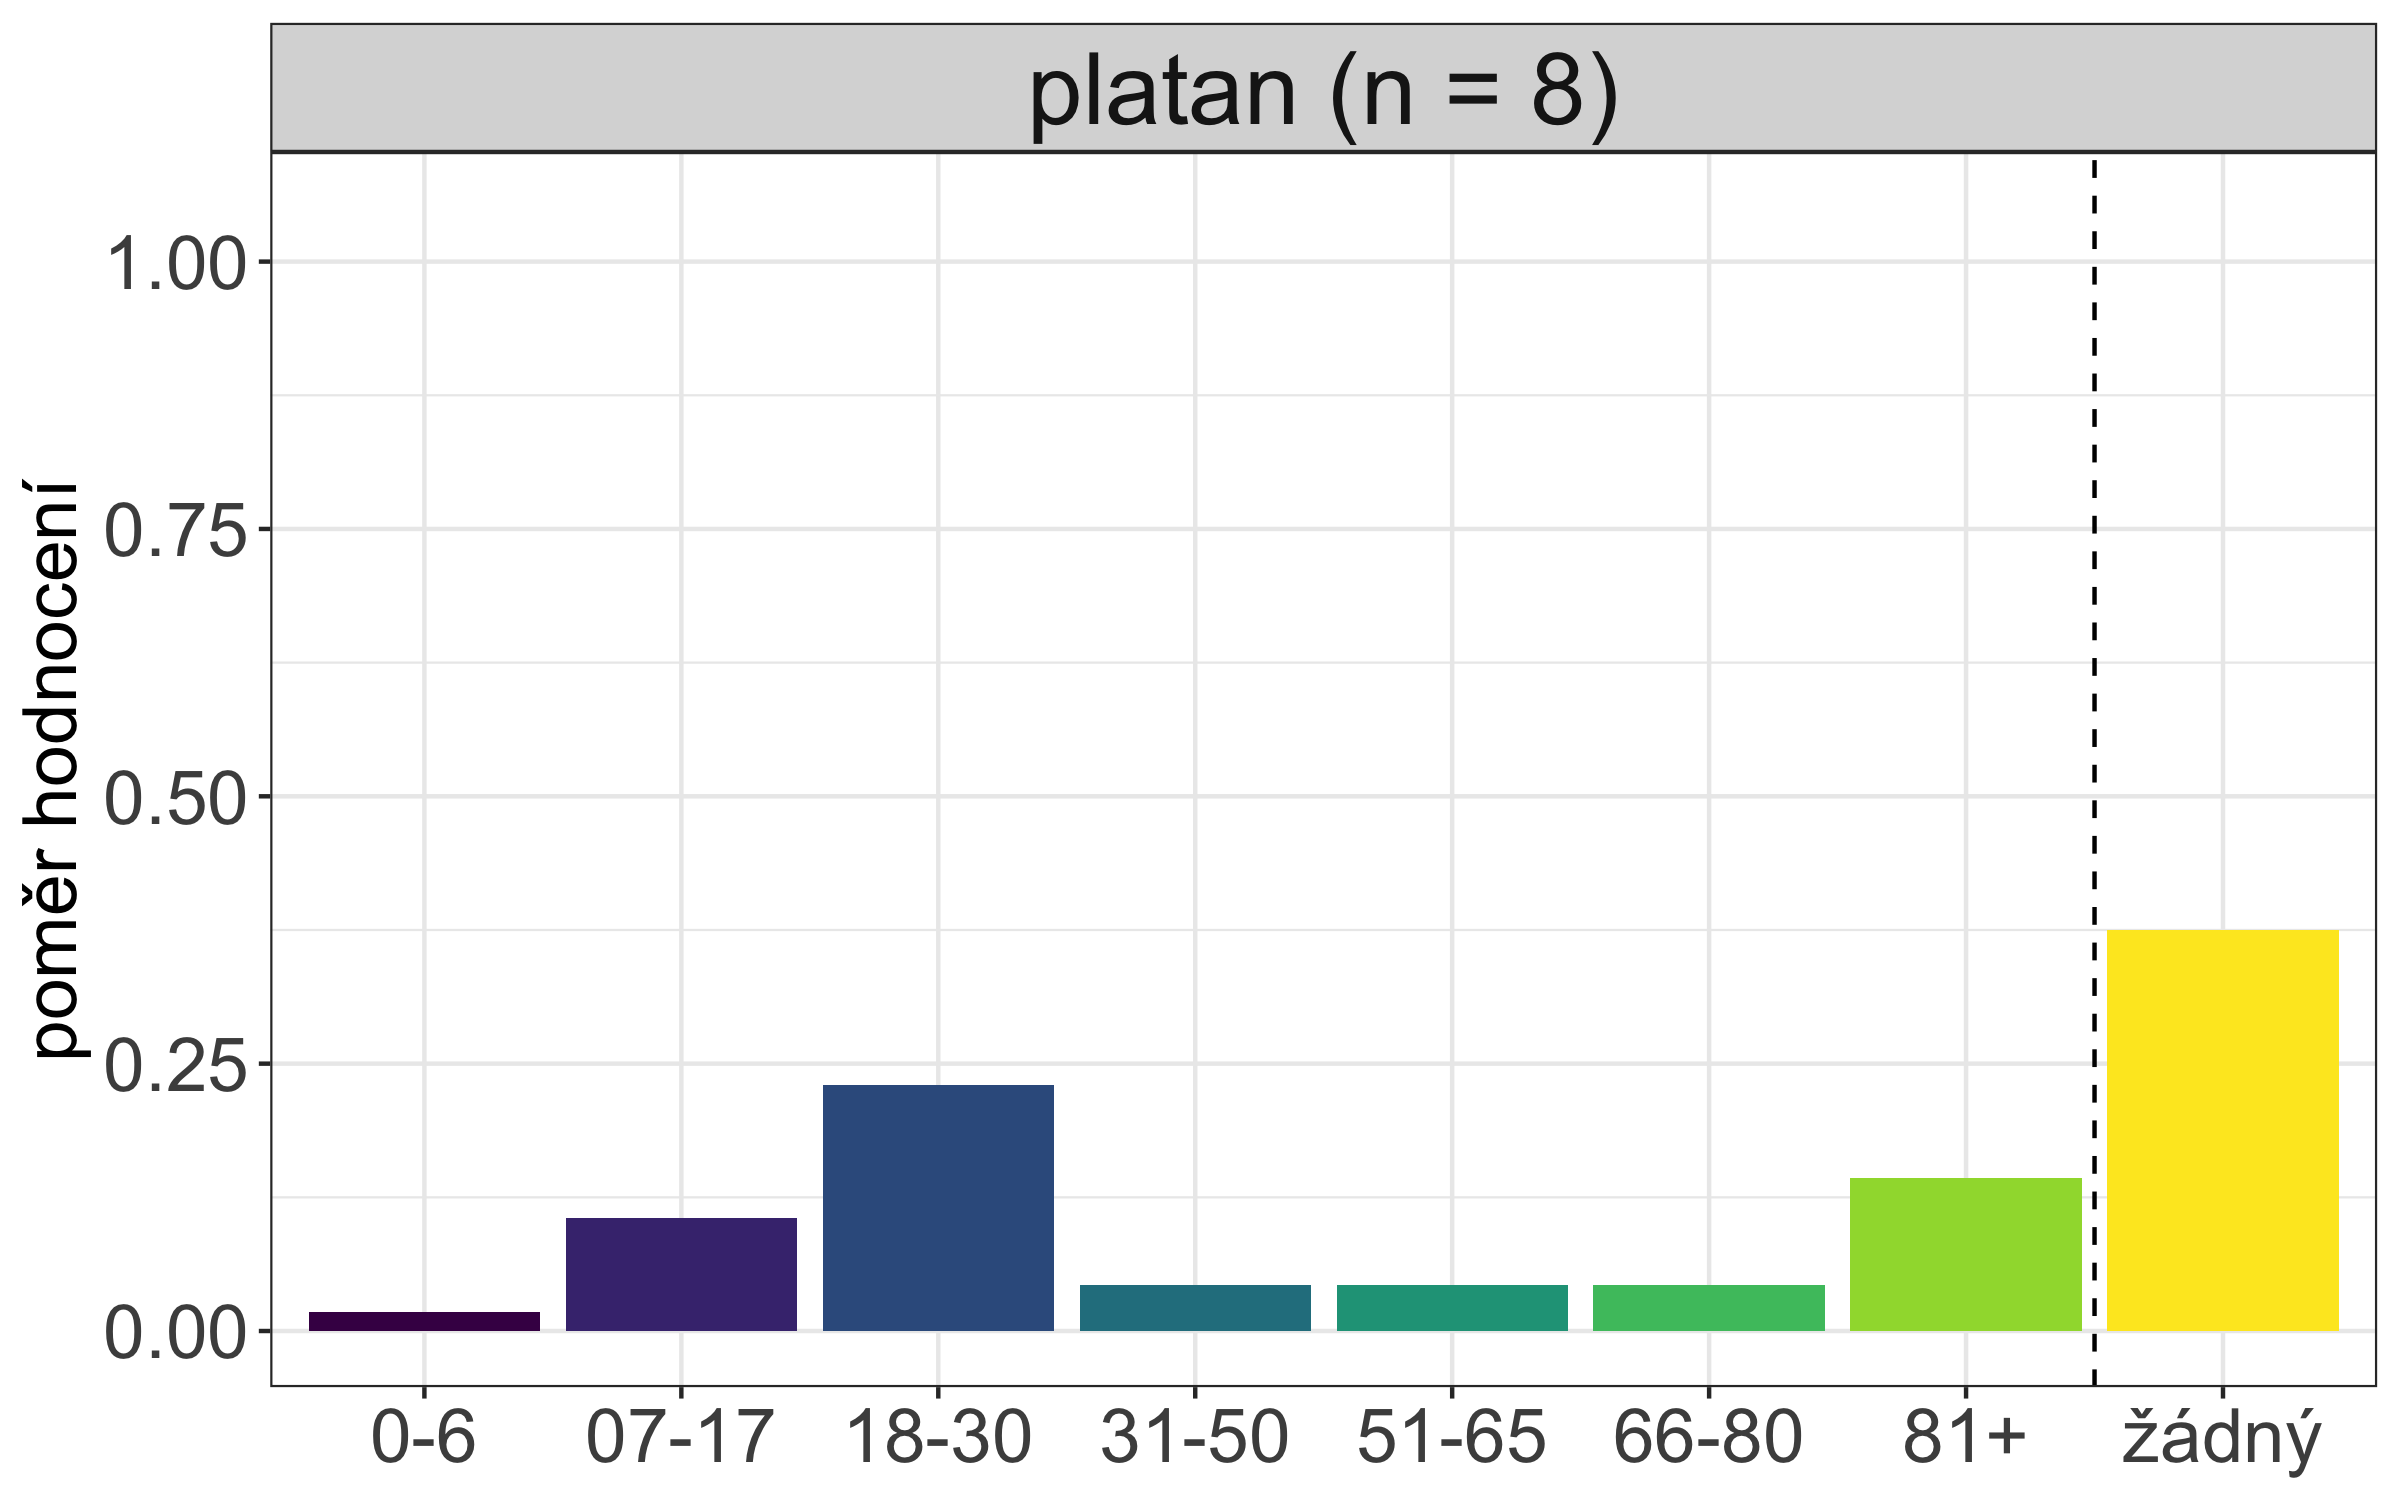 platan (n = 8)
poměr hodnocení
1.00
0.75
0.50
0.25
0.00
0-6 07-17 18-30 31-50 51-65 66-80 81+ žádný